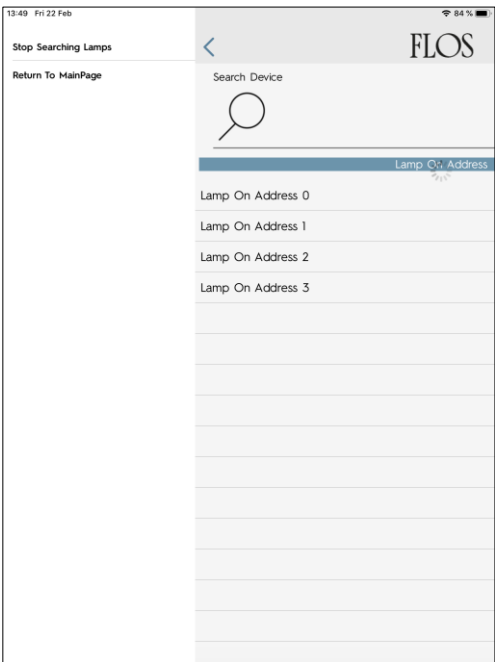 13:49 Fri 22 Feb
84 %
Stop Searching Lamps
Return To MainPage
FLOS
Search Device
Lamp On Address
Lamp On Address 0
Lamp On Address 1
Lamp On Address 2
Lamp On Address 3